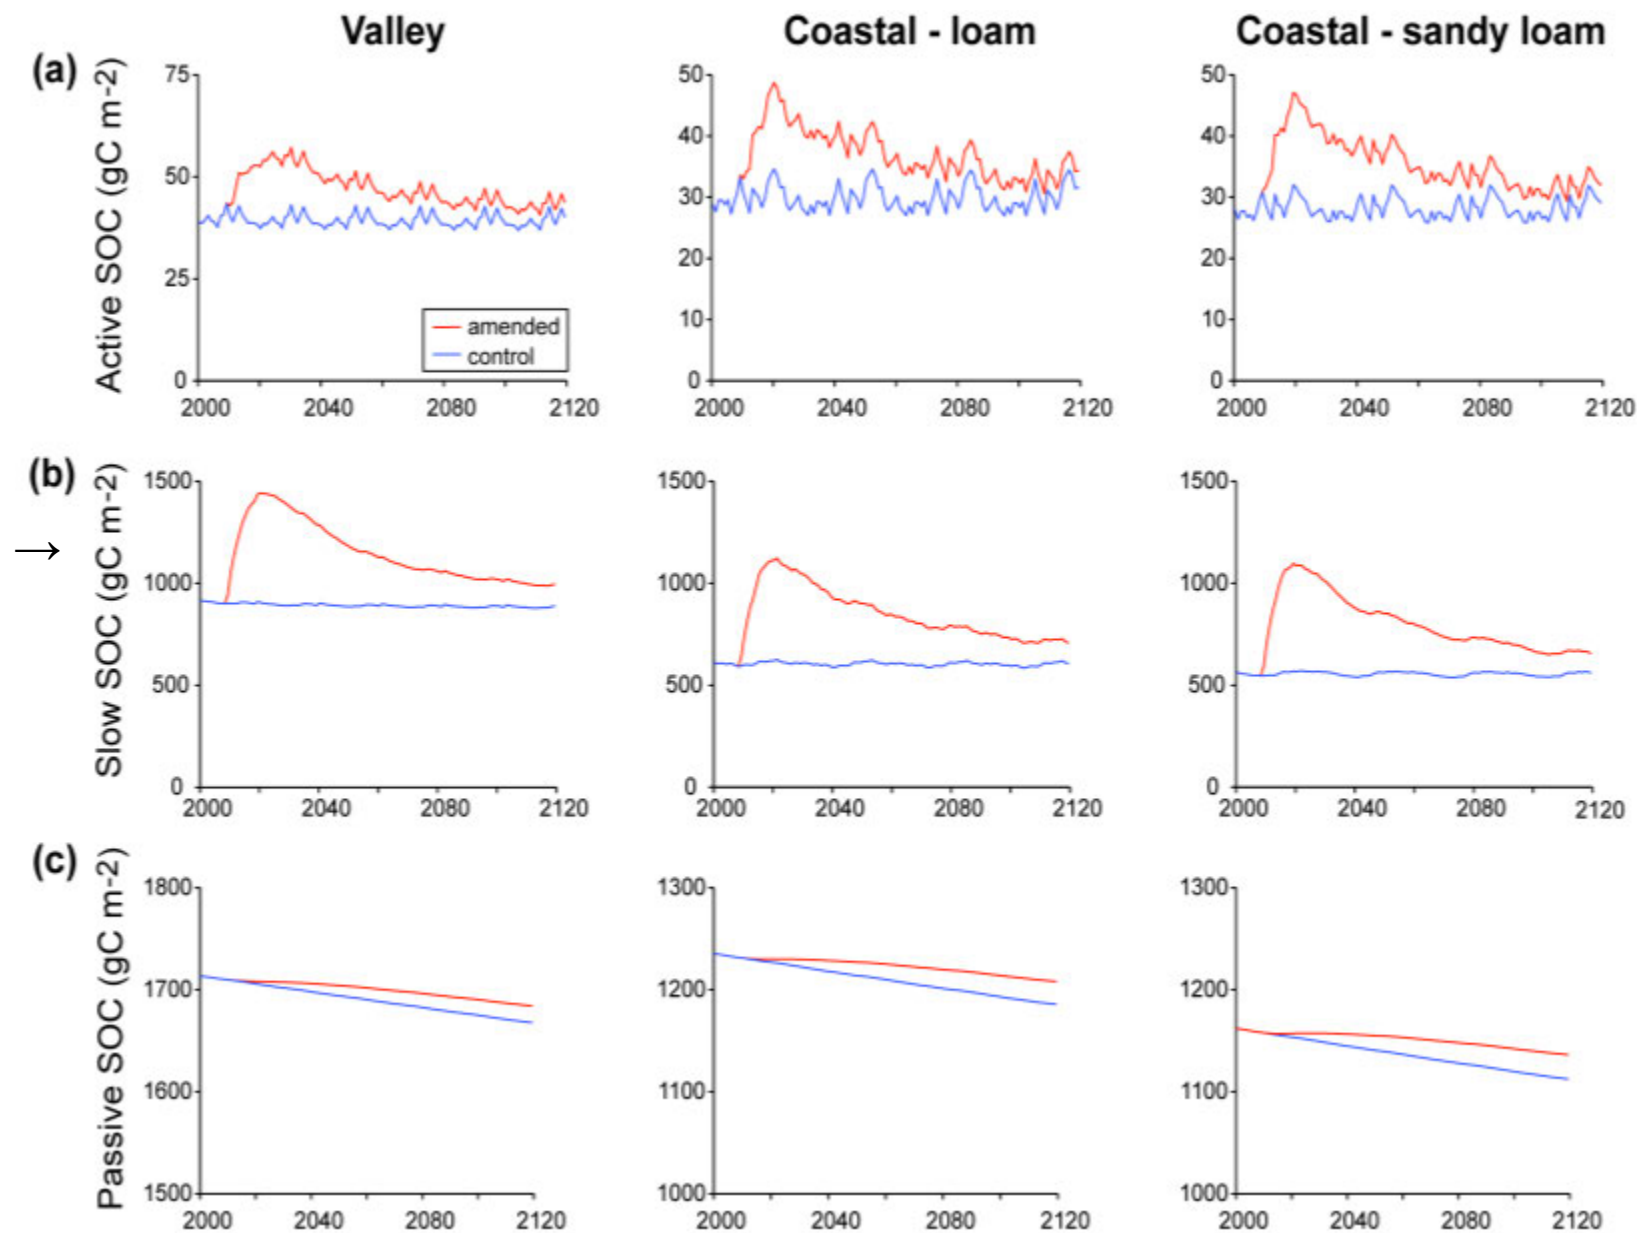 Valley Coastal - loam Coastal - sandy loam
(a)
Active SOC (gC m-2)
75 50 25 0
2000 2040 2080 2120
amended
control
50 40 30 20 10 0
2000 2040 2080 2120
50 40 30 20 10 0
2000 2040 2080 2120
(b)
→
Slow SOC (gC m-2)
1500 1000 500 0
2000 2040 2080 2120
1500 1000 500 0
2000 2040 2080 2120
1500 1000 500 0
2000 2040 2080 2120
(c)
Passive SOC (gC m-2)
1800 1700 1600 1500
2000 2040 2080 2120
1300 1200 1100 1000
2000 2040 2080 2120
1300 1200 1100 1000
2000 2040 2080 2120